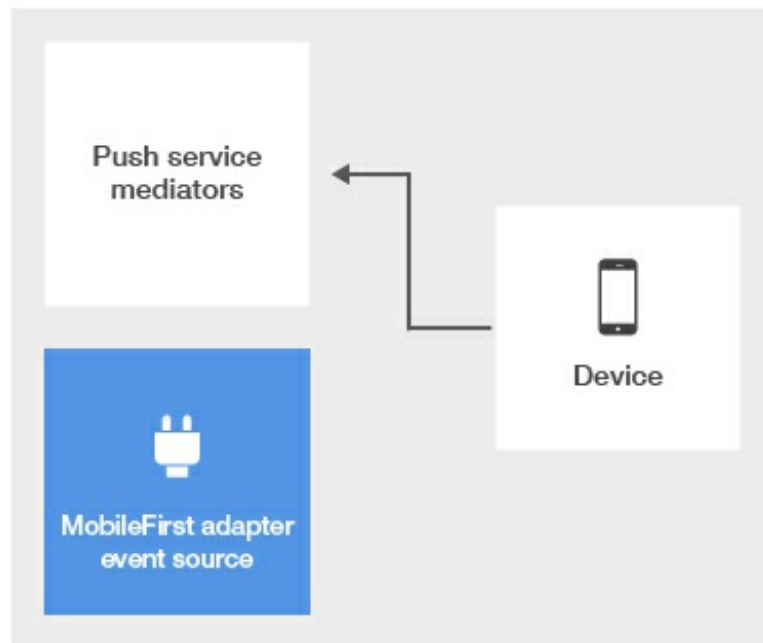 Push service
mediators
Device
MobileFirst adapter
event source